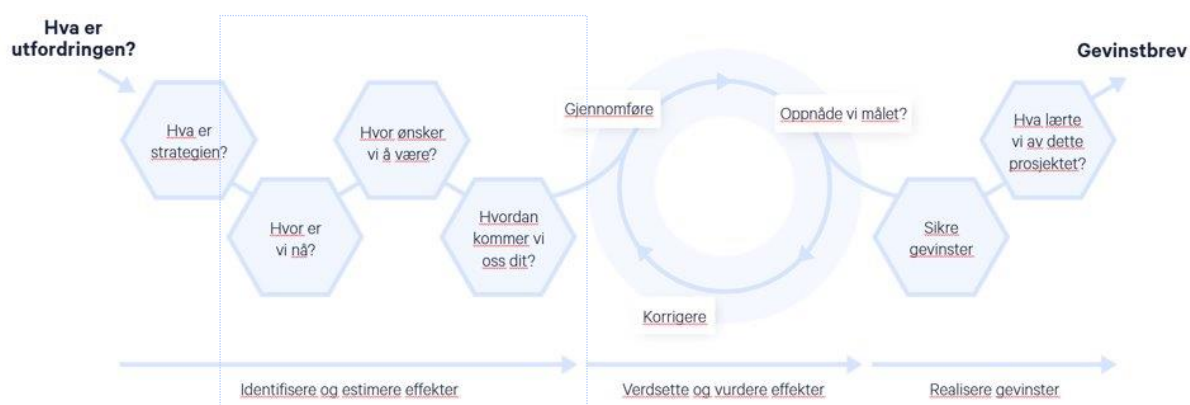 Hva er
utfordringen?
Hva er
strategien?
Hvor er
vi nå?
Hvor ønsker
vi å være?
Hvordan
kommer vi
oss dit?
Gjennomføre
Oppnåde vi målet?
Korrigere
Sikre
gevinster
Hva lærte
vi av dette
prosjektet?
Gevinstbrev
Identifisere og estimere effekter
Verdsette og vurdere effekter
Realisere gevinster